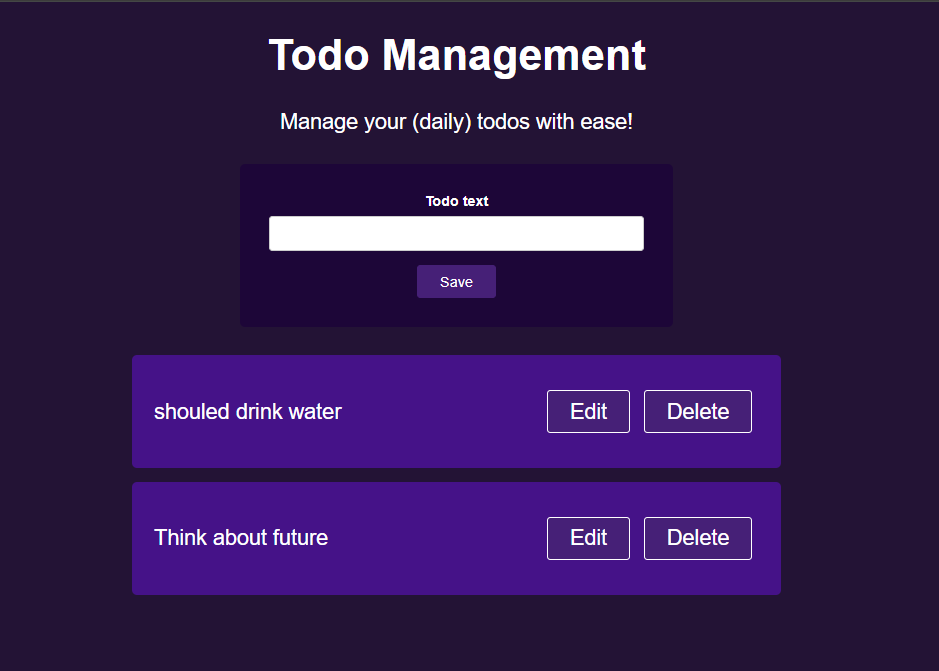 Todo Management
Manage your (daily) todos with ease!
Todo text
Save
shouled drink water
Edit
Delete
Think about future
Edit
Delete